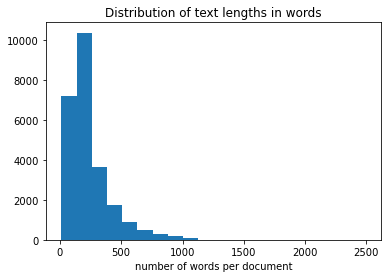 Distribution of text lengths in words
10000
8000
6000
4000
2000
0
0 500 1000 1500 2000 2500
number of words per document